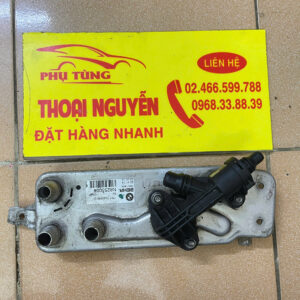 PHỤ TÙNG
THOẠI NGUYỄN
ĐẶT HÀNG NHANH
LIÊN HỆ
02.466.599.788
0968.33.88.39